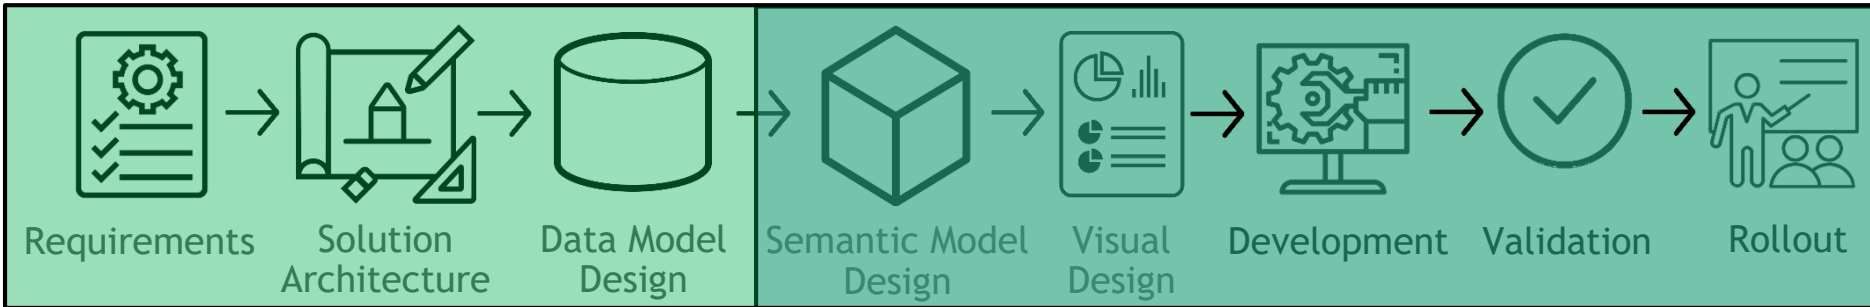 Requirements
Solution
Architecture
Data Model
Design
Semantic Model
Design
Visual
Design
Development
Validation
Rollout